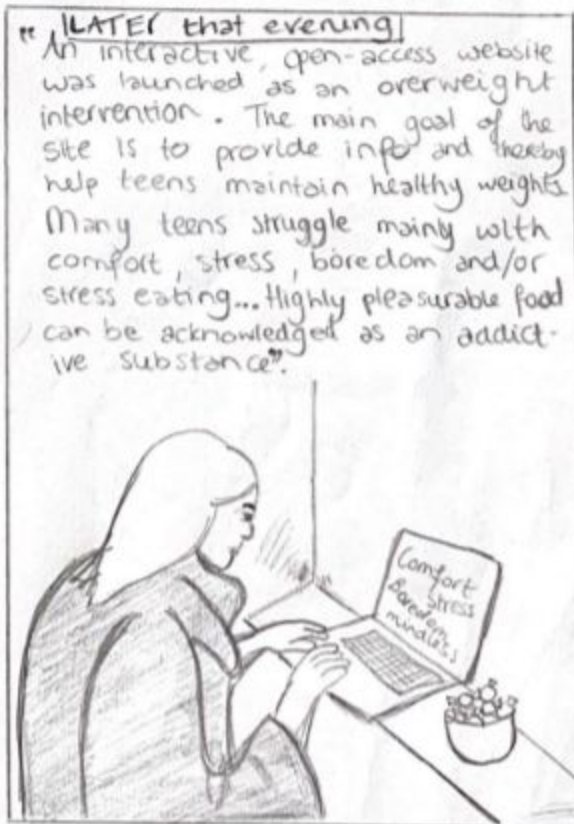 LATER that evening
" An interactive, open-access website
was launched as an overweight
intervention. The main goal of the
site is to provide info and thereby
help teens maintain healthy weights
Many teens struggle mainly with
comfort, stress, boredom and/or
stress eating... Highly pleasurable food
can be acknowledged as an addict-
ive substance".
Comfort
Stress
Boredom
mindless